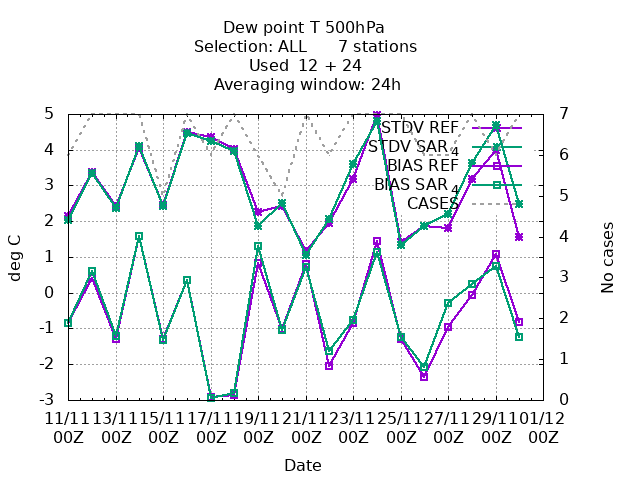 Dew point T 500hPa
Selection: ALL      7 stations
Used  12 + 24
Averaging window: 24h
5 7
STDV REF
STDV SAR_4
BIAS REF
BIAS SAR_4
CASES
4 6
3 5
2 4
1 3
0 2
-1
-2 1
-3 0
deg C
No cases
11/11 13/11 15/11 17/11 19/11 21/11 23/11 25/11 27/11 29/11 01/12
00Z 00Z 00Z 00Z 00Z 00Z 00Z 00Z 00Z 00Z 00Z
Date